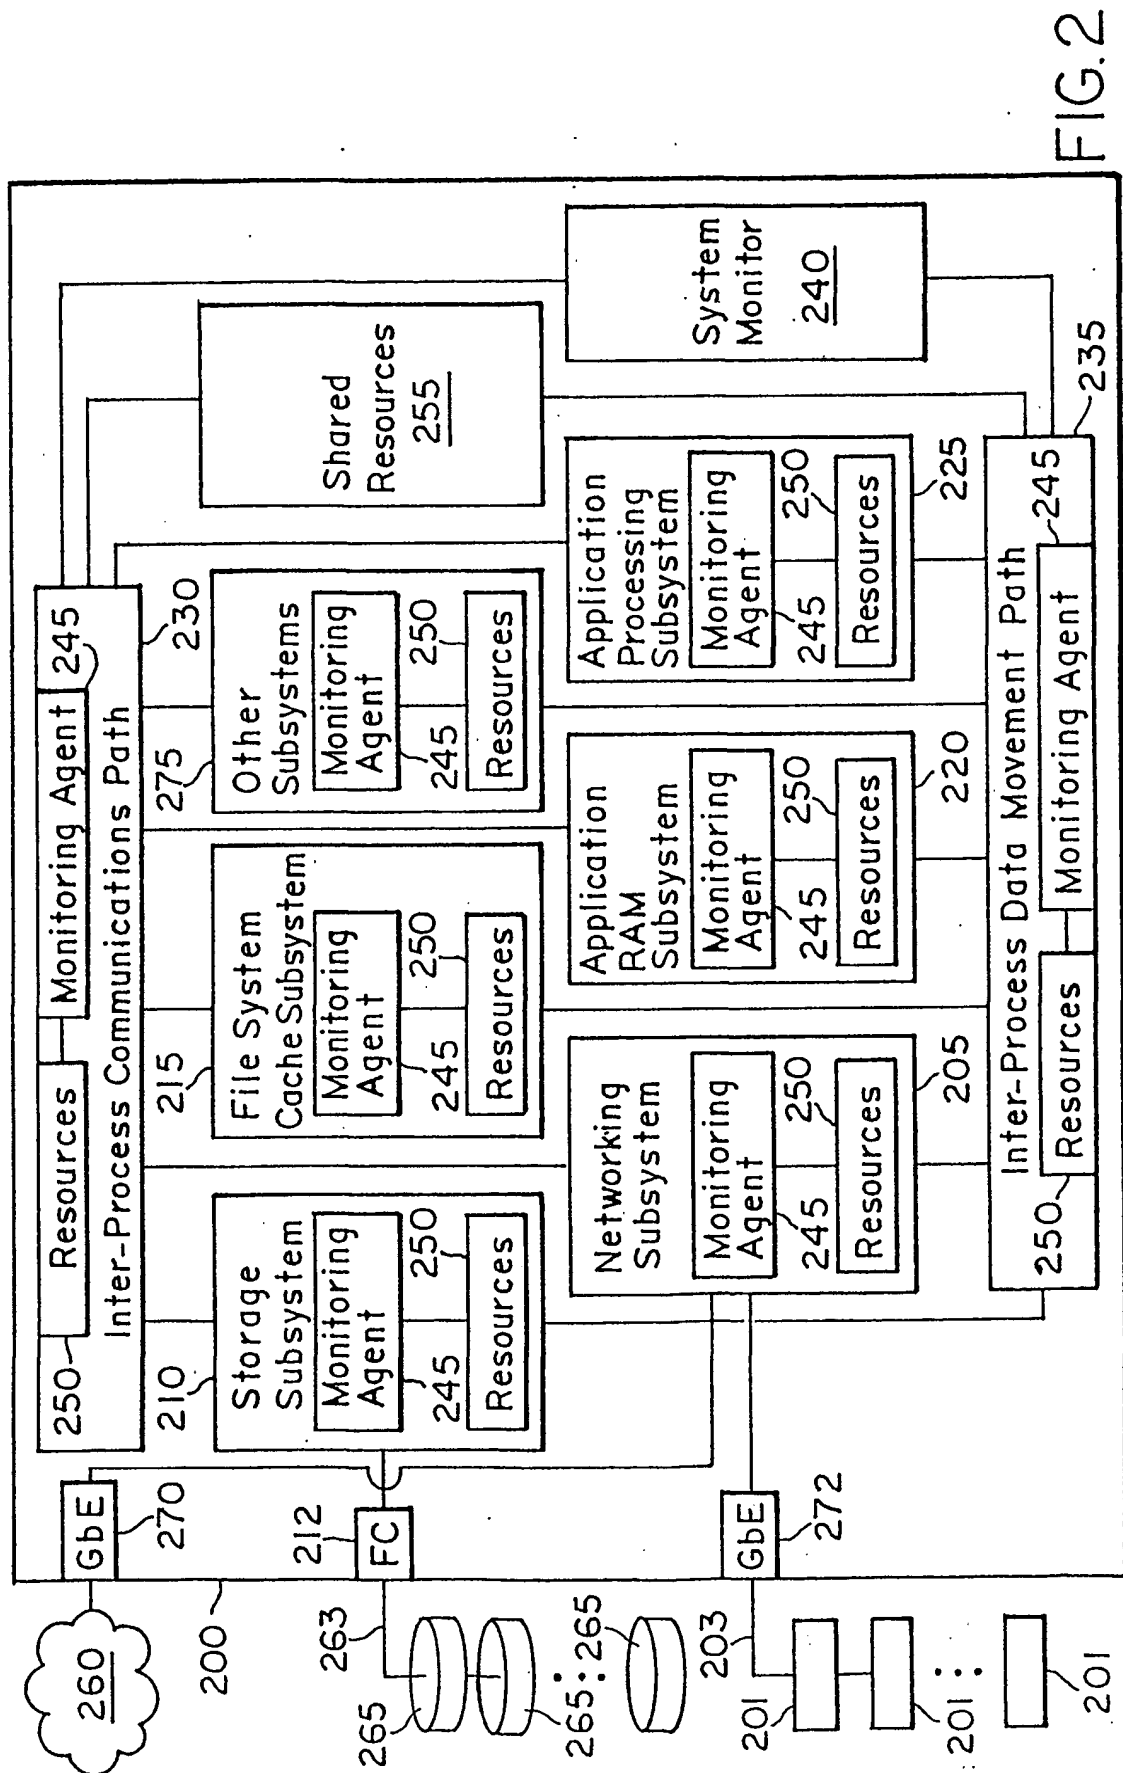 250
Resources
Monitoring Agent
245
Inter-Process Communications Path
230
GbE
270
260
200
210
Storage
Subsystem
Monitoring
Agent
245
250
Resources
215
File System
Cache Subsystem
Monitoring
Agent
245
250
Resources
275
Other
Subsystems
Monitoring
Agent
245
250
Resources
Shared
Resources
255
212
FC
263
265
265
265
Networking
Subsystem
Monitoring
Agent
245
250
Resources
205
Application
RAM
Subsystem
Monitoring
Agent
245
250
Resources
220
Application
Processing
Subsystem
Monitoring
Agent
245
250
Resources
225
System
Monitor
240
GbE
272
203
201
201
201
Inter-Process Data Movement Path
235
250
Resources
Monitoring Agent
245
FIG.2